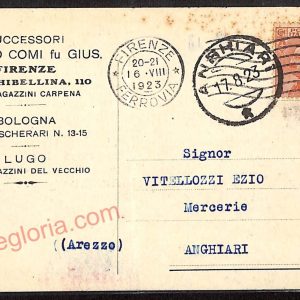 UCCESSORI
O COMI fu GIUS.
FIRENZE
HIBELLINA, 110
AGAZZINI CARPENA
BOLOGNA
SCHERARI N. 13-15
LUGO
AZZINI DEL VECCHIO
FIRENZE
20-21
16·VIII
1923
FERROVIA
ANGHIARI
17.8.23
egloria.com.
Signor
VITELLOZZI EZIO
Mercerie
(Arezzo)
ANGHIARI